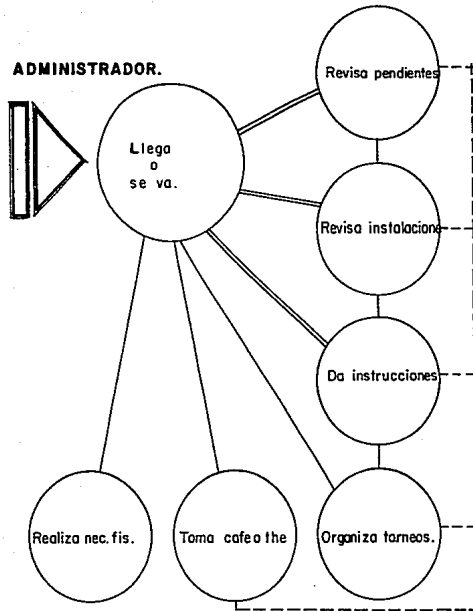 ADMINISTRADOR.
Revisa pendientes
Llega
o
se va.
Revisa instalacione
Da instrucciones
Realiza nec. fis.
Toma cafe o the
Organiza torneos.